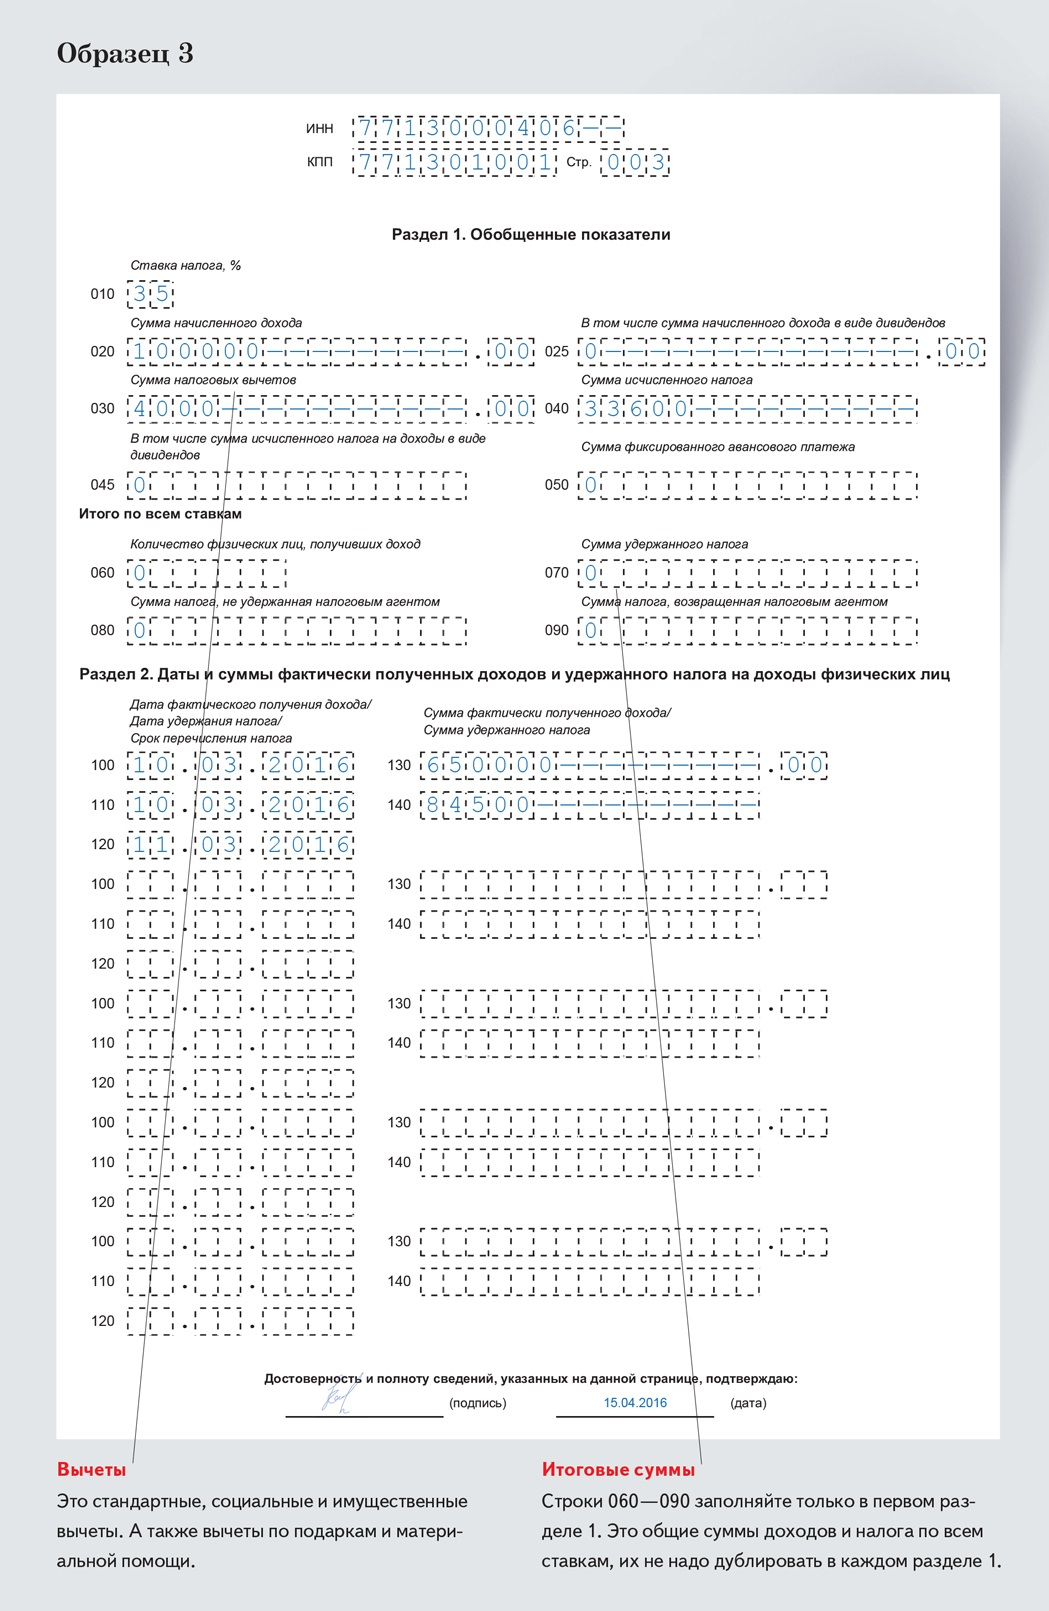 Образец 3
ИНН 7713000406––
КПП 771301001 Стр. 003
Раздел 1. Обобщенные показатели
Ставка налога, %
010 35
Сумма начисленного дохода В том числе сумма начисленного дохода в виде дивидендов
020 100000–––––––––.00 025 0––––––––––––––.00
Сумма налоговых вычетов Сумма исчисленного налога
030 4000–––––––––––.00 040 33600––––––––––
В том числе сумма исчисленного налога на доходы в виде
дивидендов
Сумма фиксированного авансового платежа
045 0 050 0
Итого по всем ставкам
Количество физических лиц, получивших доход Сумма удержанного налога
060 0 070 0
Сумма налога, не удержанная налоговым агентом Сумма налога, возвращенная налоговым агентом
080 0 090 0
Раздел 2. Даты и суммы фактически полученных доходов и удержанного налога на доходы физических лиц
Дата фактического получения дохода/
Дата удержания налога/
Срок перечисления налога
Сумма фактически полученного дохода/
Сумма удержанного налога
100 10.03.2016 130 650000–––––––––.00
110 10.03.2016 140 84500––––––––––
120 11.03.2016
100 . . 130 .
110 . . 140
120 . .
100 . . 130 .
110 . . 140
120 . .
100 . . 130 .
110 . . 140
120 . .
100 . . 130 .
110 . . 140
120 . .
Достоверность и полноту сведений, указанных на данной странице, подтверждаю:
(подпись) 15.04.2016 (дата)
Вычеты
Это стандартные, социальные и имущественные
вычеты. А также вычеты по подаркам и матери-
альной помощи.
Итоговые суммы
Строки 060—090 заполняйте только в первом раз-
деле 1. Это общие суммы доходов и налога по всем
ставкам, их не надо дублировать в каждом разделе 1.